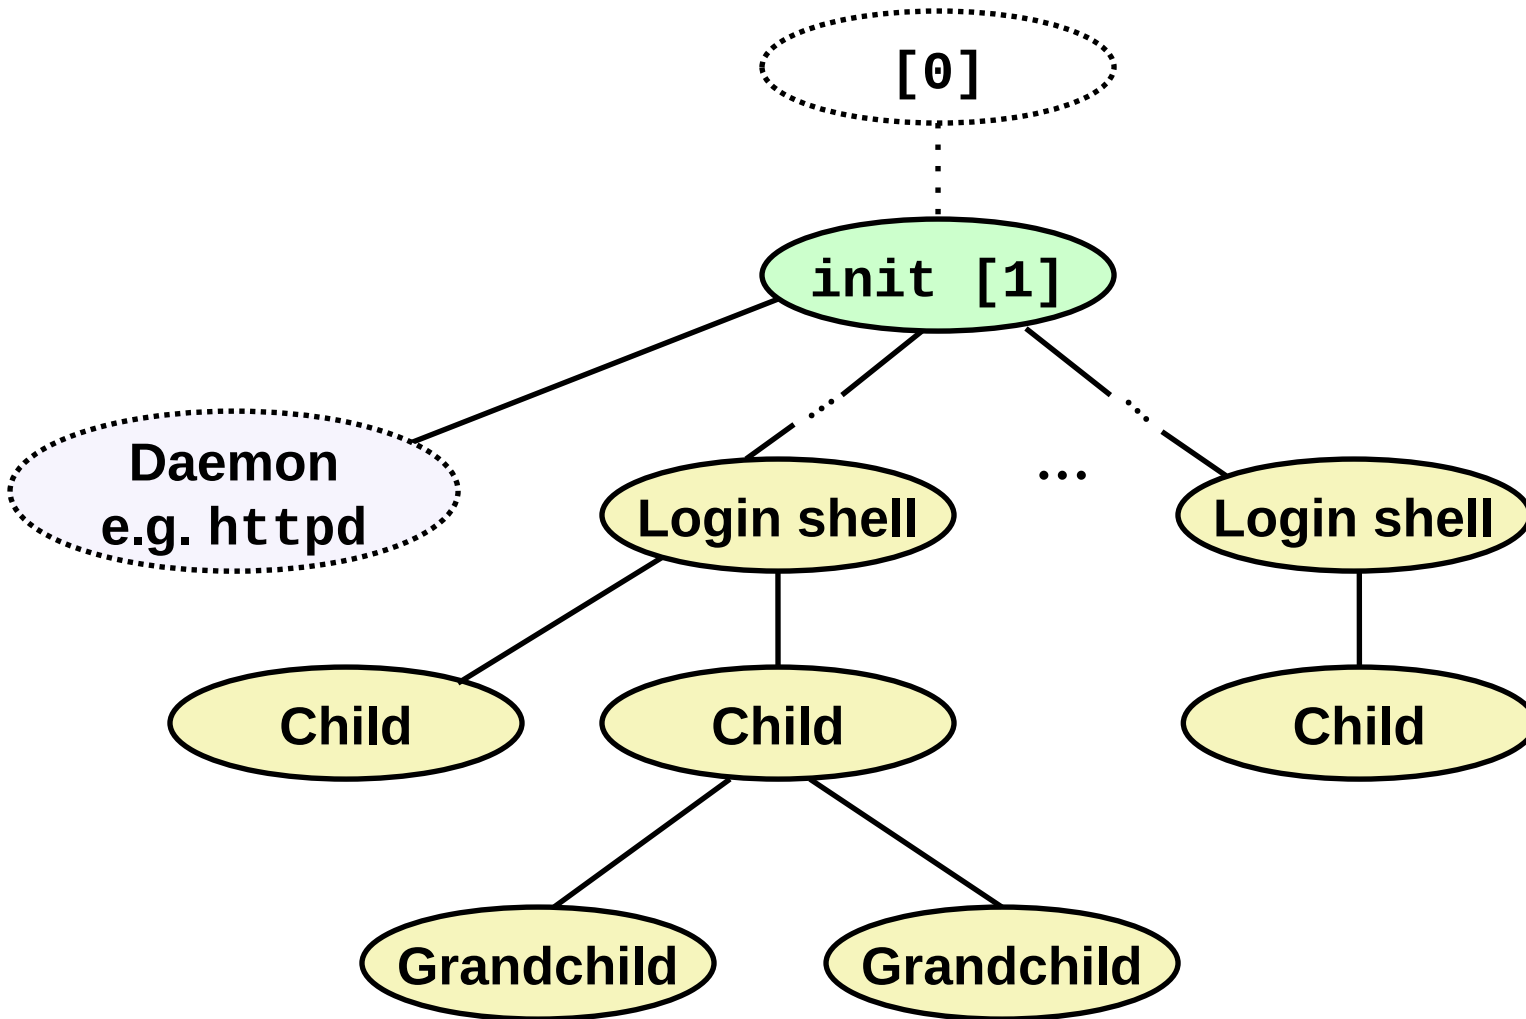 [0]
init [1]
Daemon
e.g. httpd
Login shell
...
Login shell
Child
Child
Child
Grandchild
Grandchild